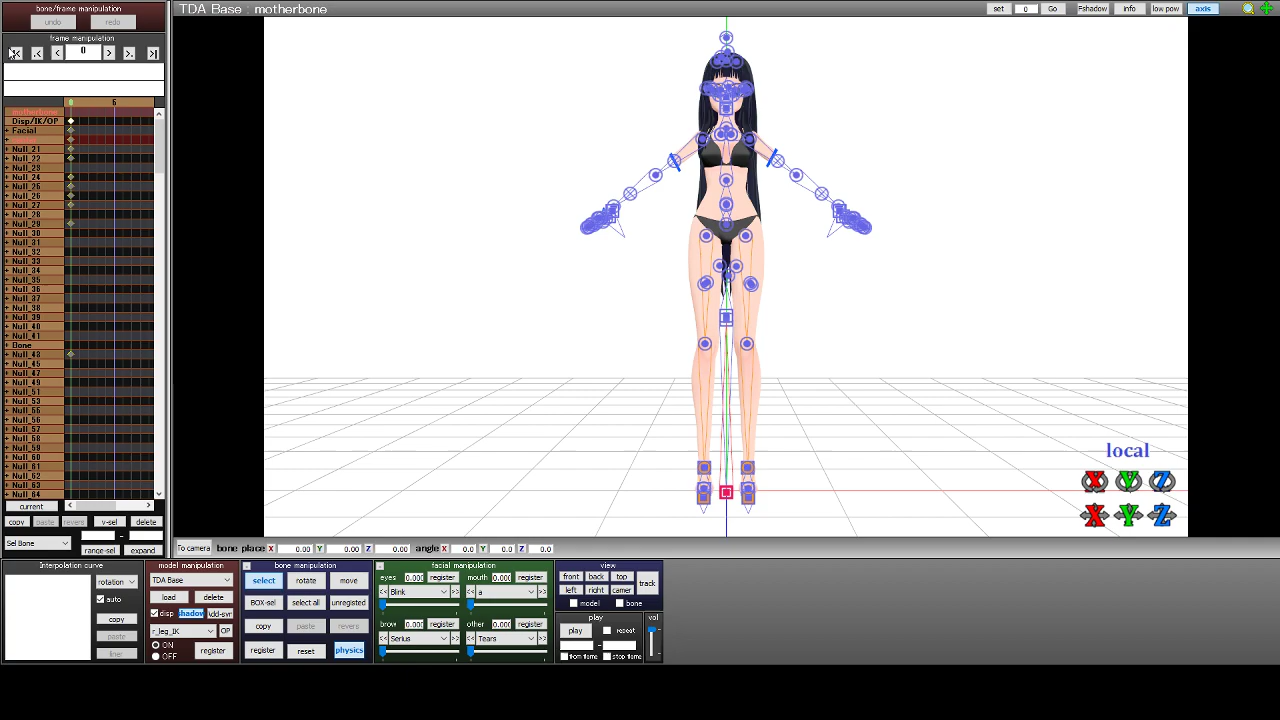 bone/frame manipulation
undo redo
frame manipulation
< 0 >
0 6
motherbone
Disp/IK/OP
+ Facial
+ Null_21
+ Null_22
+ Null_23
+ Null_24
+ Null_25
+ Null_26
+ Null_27
+ Null_28
+ Null_29
+ Null_30
+ Null_31
+ Null_32
+ Null_33
+ Null_34
+ Null_35
+ Null_36
+ Null_37
+ Null_38
+ Null_39
+ Null_40
+ Null_41
+ Bone
+ Null_43
+ Null_45
+ Null_47
+ Null_49
+ Null_51
+ Null_53
+ Null_55
+ Null_56
+ Null_57
+ Null_58
+ Null_59
+ Null_60
+ Null_61
+ Null_62
+ Null_63
+ Null_64
current < >
copy paste revers v-sel delete
Sel Bone -
range-sel expand
TDA Base : motherbone
set 0 Go Fshadow info low pow axis
local
X Y Z
X Y Z
To camera bone place X 0.00 Y 0.00 Z 0.00 angle X 0.0 Y 0.0 Z 0.0
Interpolation curve
rotation
auto
copy
paste
liner
model manipulation
TDA Base
load delete
disp shadow dd-svr
r_leg_IK OP
ON
OFF
register
bone manipulation
select rotate move
BOX-sel select all unregisted
copy paste revers
register reset physics
facial manipulation
eyes 0.000 register mouth 0.000 register
<< Blink >> << a >>
brow 0.000 register other 0.000 register
<< Serius >> << Tears >>
view
front back top
left right camer
track
model bone
play
play repeat
-
from flame stop flame
vol